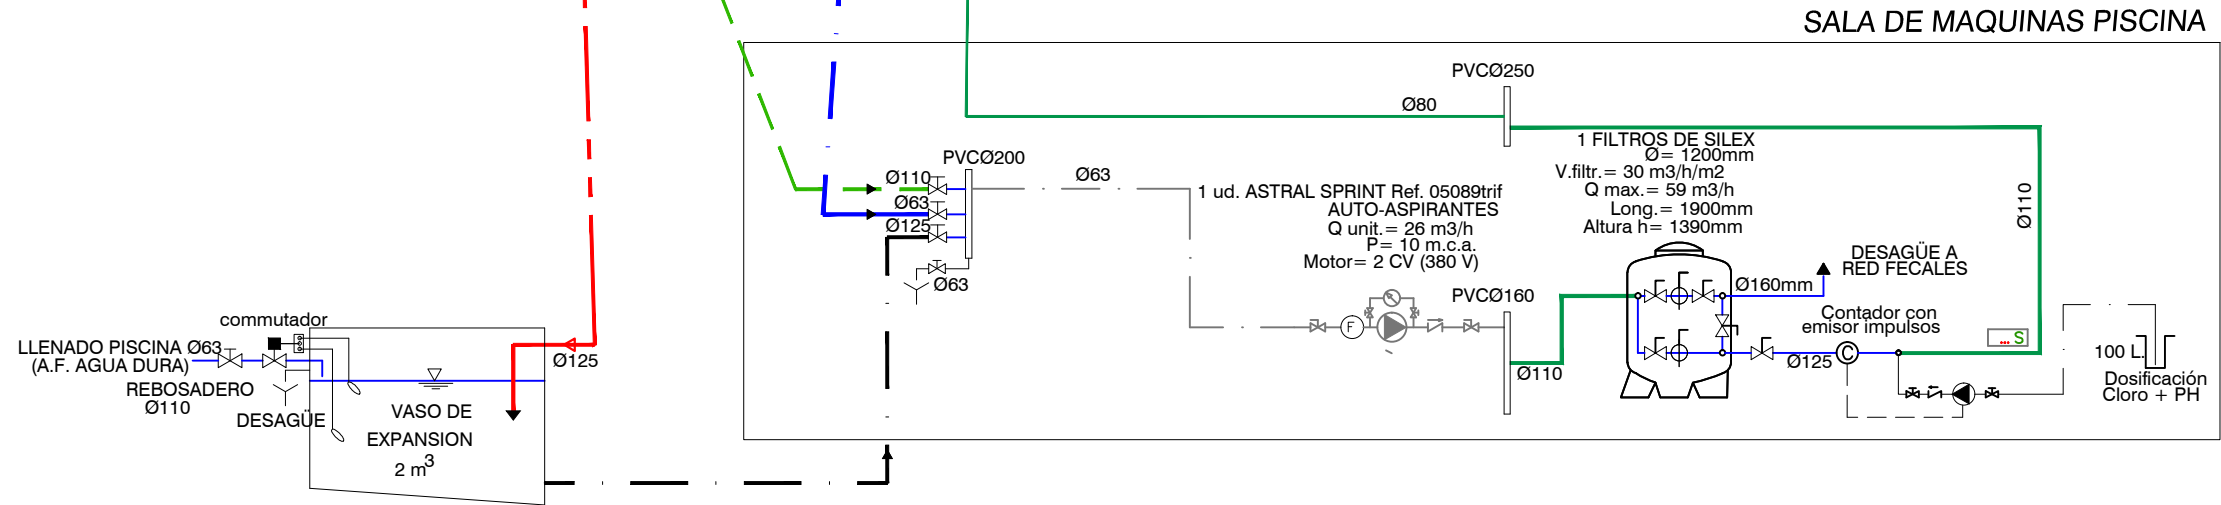 SALA DE MAQUINAS PISCINA
PVCØ250
Ø80
1 FILTROS DE SILEX
Ø= 1200mm
V.filtr.= 30 m3/h/m2
Q max.= 59 m3/h
Long.= 1900mm
Altura h= 1390mm
PVCØ200
Ø110
Ø63
Ø125
Ø63
Ø63
1 ud. ASTRAL SPRINT Ref. 05089trif
AUTO-ASPIRANTES
Q unit.= 26 m3/h
P= 10 m.c.a.
Motor= 2 CV (380 V)
F
PVCØ160
Ø110
Ø160mm
DESAGÜE A
RED FECALES
Ø110
Contador con
emisor impulsos
C
Ø125
... S
100 L.
Dosificación
Cloro + PH
commutador
LLENADO PISCINA Ø63
(A.F. AGUA DURA)
REBOSADERO
Ø110
DESAGÜE
Ø125
VASO DE
EXPANSION
2 m3